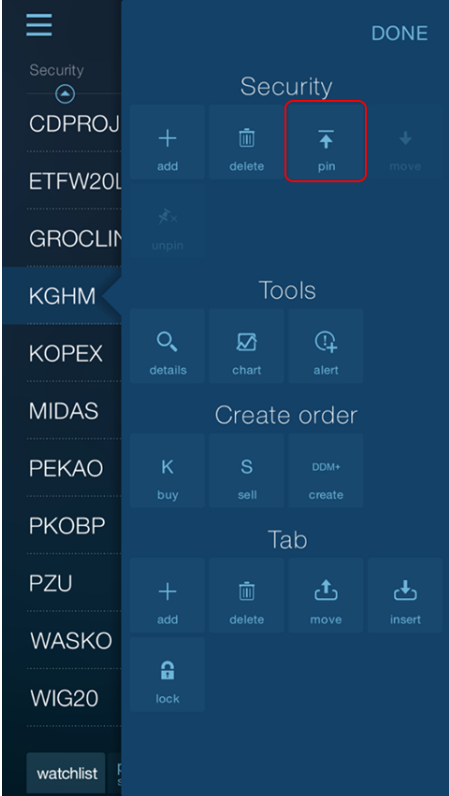 DONE
Security
Security
CDPROJ
add delete pin move
ETFW20L
unpin
GROCLIN
KGHM
Tools
KOPEX
details chart alert
MIDAS
Create order
PEKAO
K S DDM+
buy sell create
PKOBP
Tab
PZU
add delete move insert
WASKO
lock
WIG20
watchlist